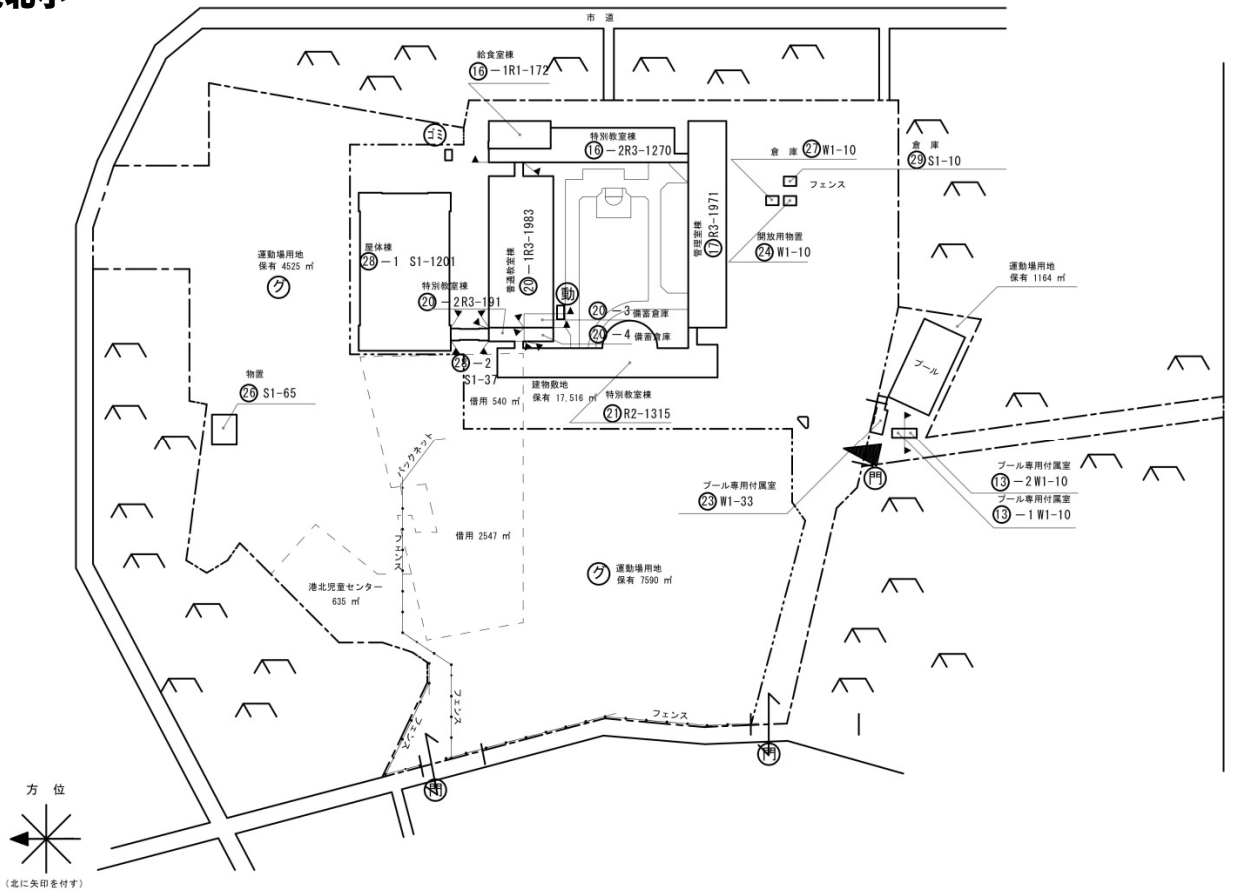 市 道
給食室棟
⑯-1R1-172
ゴミ
特別教室棟
⑯-2R3-1270
倉 庫 ㉗W1-10
倉 庫
㉙S1-10
フェンス
管理室棟
⑰R3-1971
開放用物置
㉔W1-10
運動場用地
保有 4525 ㎡
グ
屋体棟
㉘-1 S1-1201
普通教室棟
⑳-1R3-1983
特別教室棟
⑳-2R3-191
動
⑳-3 備蓄倉庫
⑳-4 備蓄倉庫
運動場用地
保有 1164 ㎡
プール
㉘-2
S1-37
物置
㉖ S1-65
借用 540 ㎡
建物敷地
保有 17,516 ㎡
特別教室棟
㉑R2-1315
バックネット
門
プール専用付属室
⑬-2W1-10
プール専用付属室
⑬-1W1-10
プール専用付属室
㉓W1-33
借用 2547 ㎡
フェンス
グ
運動場用地
保有 7590 ㎡
港北児童センター
635 ㎡
フェンス
フェンス
フェンス
門
門
方 位
(北に矢印を付す)